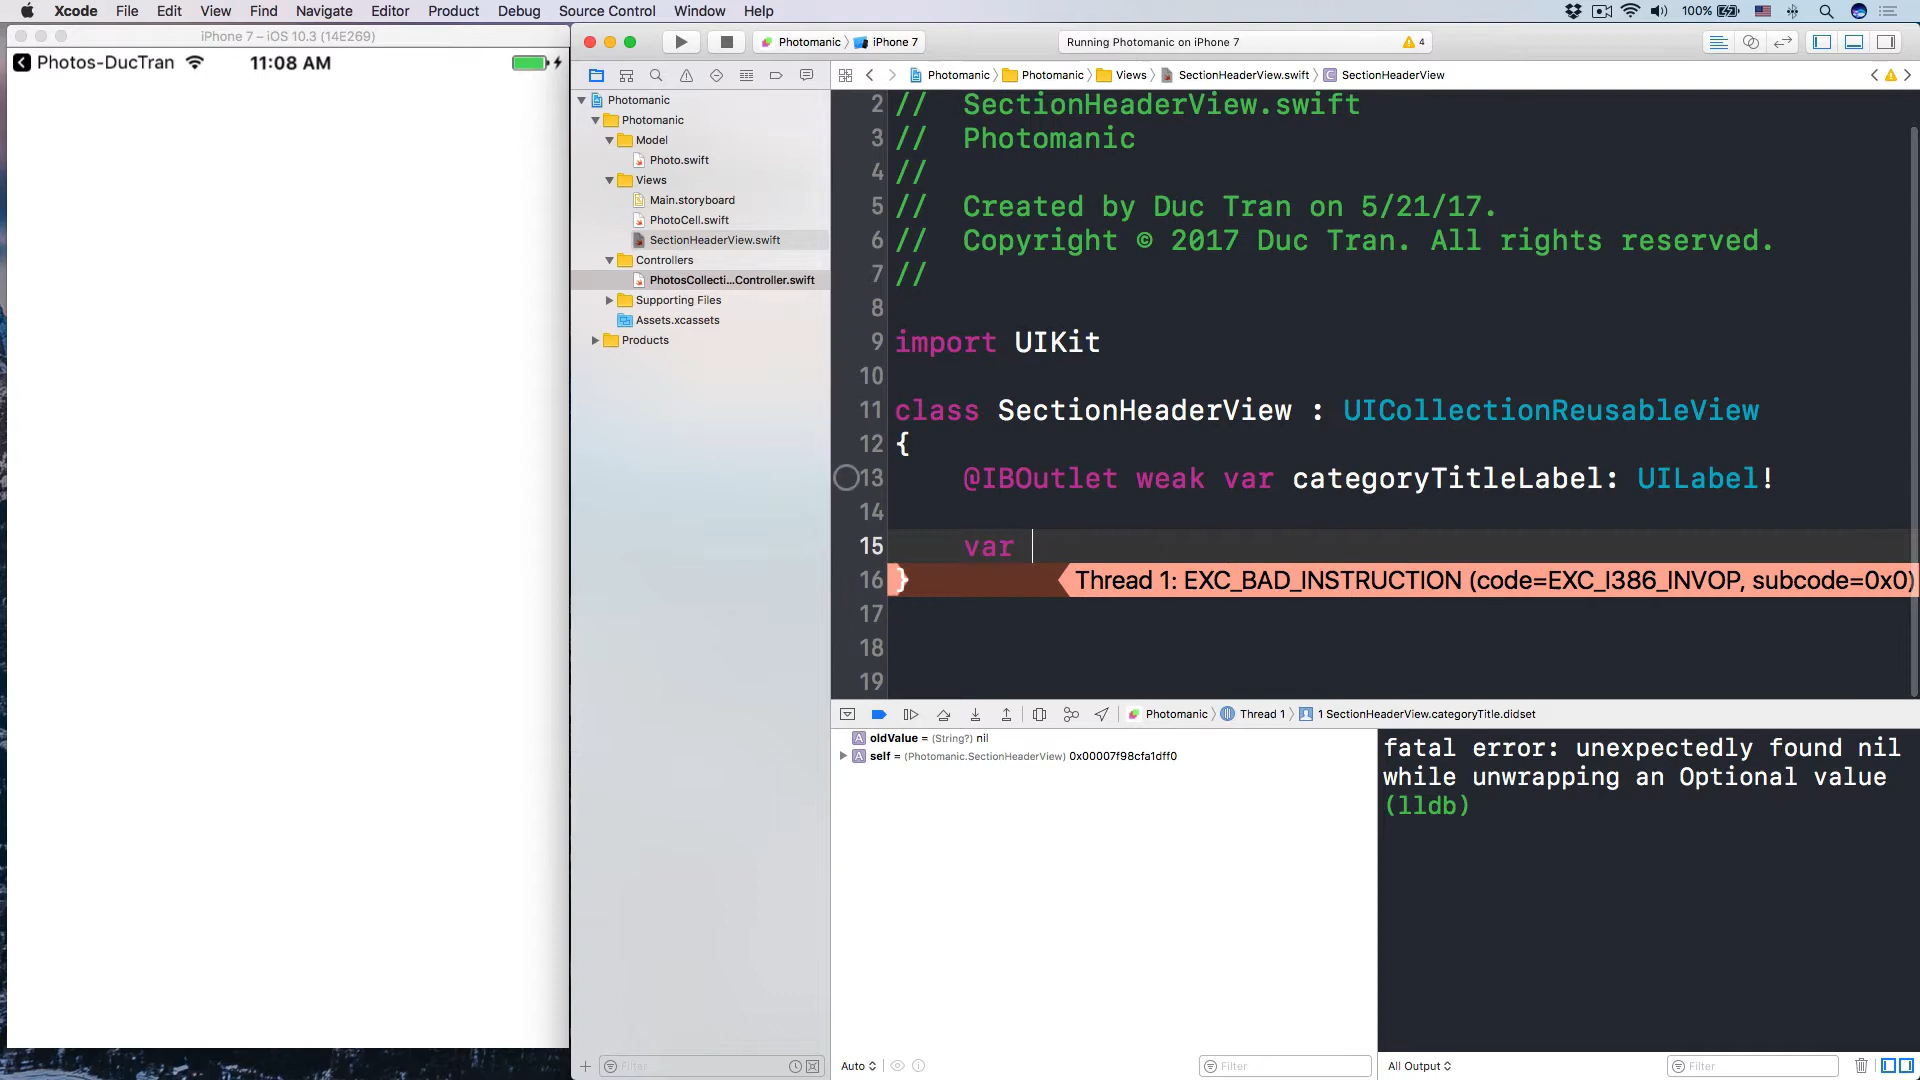 Xcode File Edit View Find Navigate Editor Product Debug Source Control Window Help 100%
iPhone 7 – iOS 10.3 (14E269)
Photos-DucTran 11:08 AM
Photomanic iPhone 7 Running Photomanic on iPhone 7 4
Photomanic Photomanic Views SectionHeaderView.swift C SectionHeaderView
Photomanic
Photomanic
Model
Photo.swift
Views
Main.storyboard
PhotoCell.swift
SectionHeaderView.swift
Controllers
PhotosCollecti...Controller.swift
Supporting Files
Assets.xcassets
Products
2 // SectionHeaderView.swift
3 // Photomanic
4 //
5 // Created by Duc Tran on 5/21/17.
6 // Copyright © 2017 Duc Tran. All rights reserved.
7 //
8
9 import UIKit
10
11 class SectionHeaderView : UICollectionReusableView
12 {
13 @IBOutlet weak var categoryTitleLabel: UILabel!
14
15 var
16 } Thread 1: EXC_BAD_INSTRUCTION (code=EXC_I386_INVOP, subcode=0x0)
17
18
19
Photomanic Thread 1 1 SectionHeaderView.categoryTitle.didset
A oldValue = (String?) nil
A self = (Photomanic.SectionHeaderView) 0x00007f98cfa1dff0
fatal error: unexpectedly found nil
while unwrapping an Optional value
(lldb)
Filter Auto Filter All Output Filter